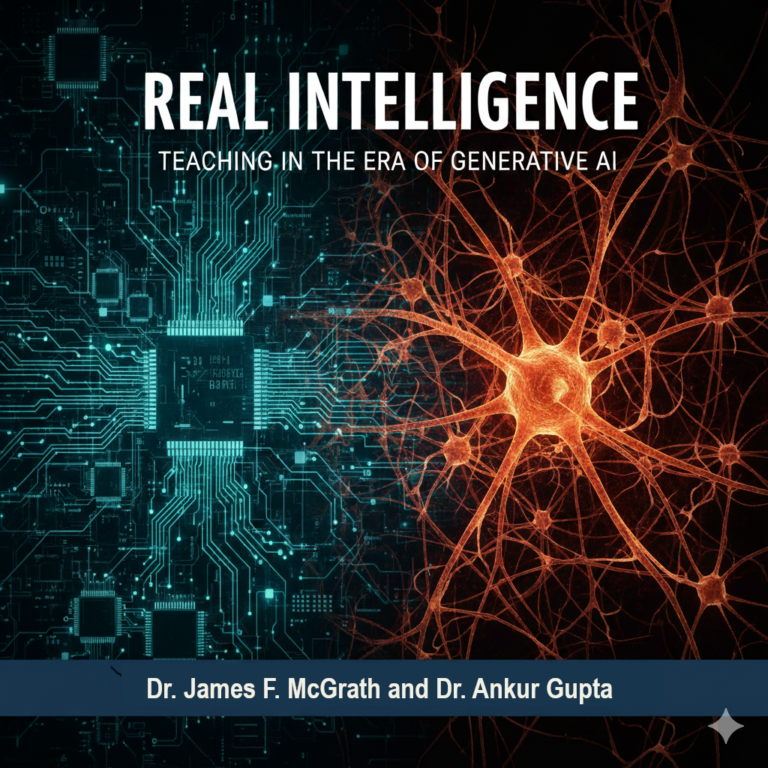 REAL INTELLIGENCE
TEACHING IN THE ERA OF GENERATIVE AI
Dr. James F. McGrath and Dr. Ankur Gupta